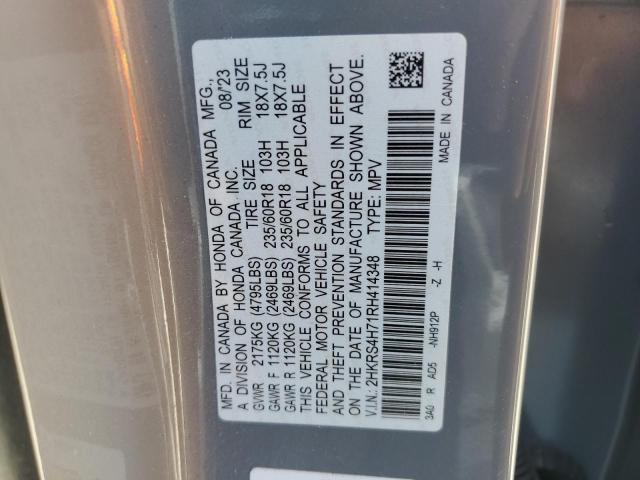 MFD. IN CANADA BY HONDA OF CANADA MFG.,
A DIVISION OF HONDA CANADA INC. 08/23
GVWR 2175KG (4795LBS) TIRE SIZE RIM SIZE
GAWR F 1120KG (2469LBS) 235/60R18 103H 18X7.5J
GAWR R 1120KG (2469LBS) 235/60R18 103H 18X7.5J
THIS VEHICLE CONFORMS TO ALL APPLICABLE
FEDERAL MOTOR VEHICLE SAFETY
AND THEFT PREVENTION STANDARDS IN EFFECT
ON THE DATE OF MANUFACTURE SHOWN ABOVE.
V.I.N.: 2HKRS4H71RH414348 TYPE: MPV
3A0 R AD5 -NH912P -Z -H MADE IN CANADA